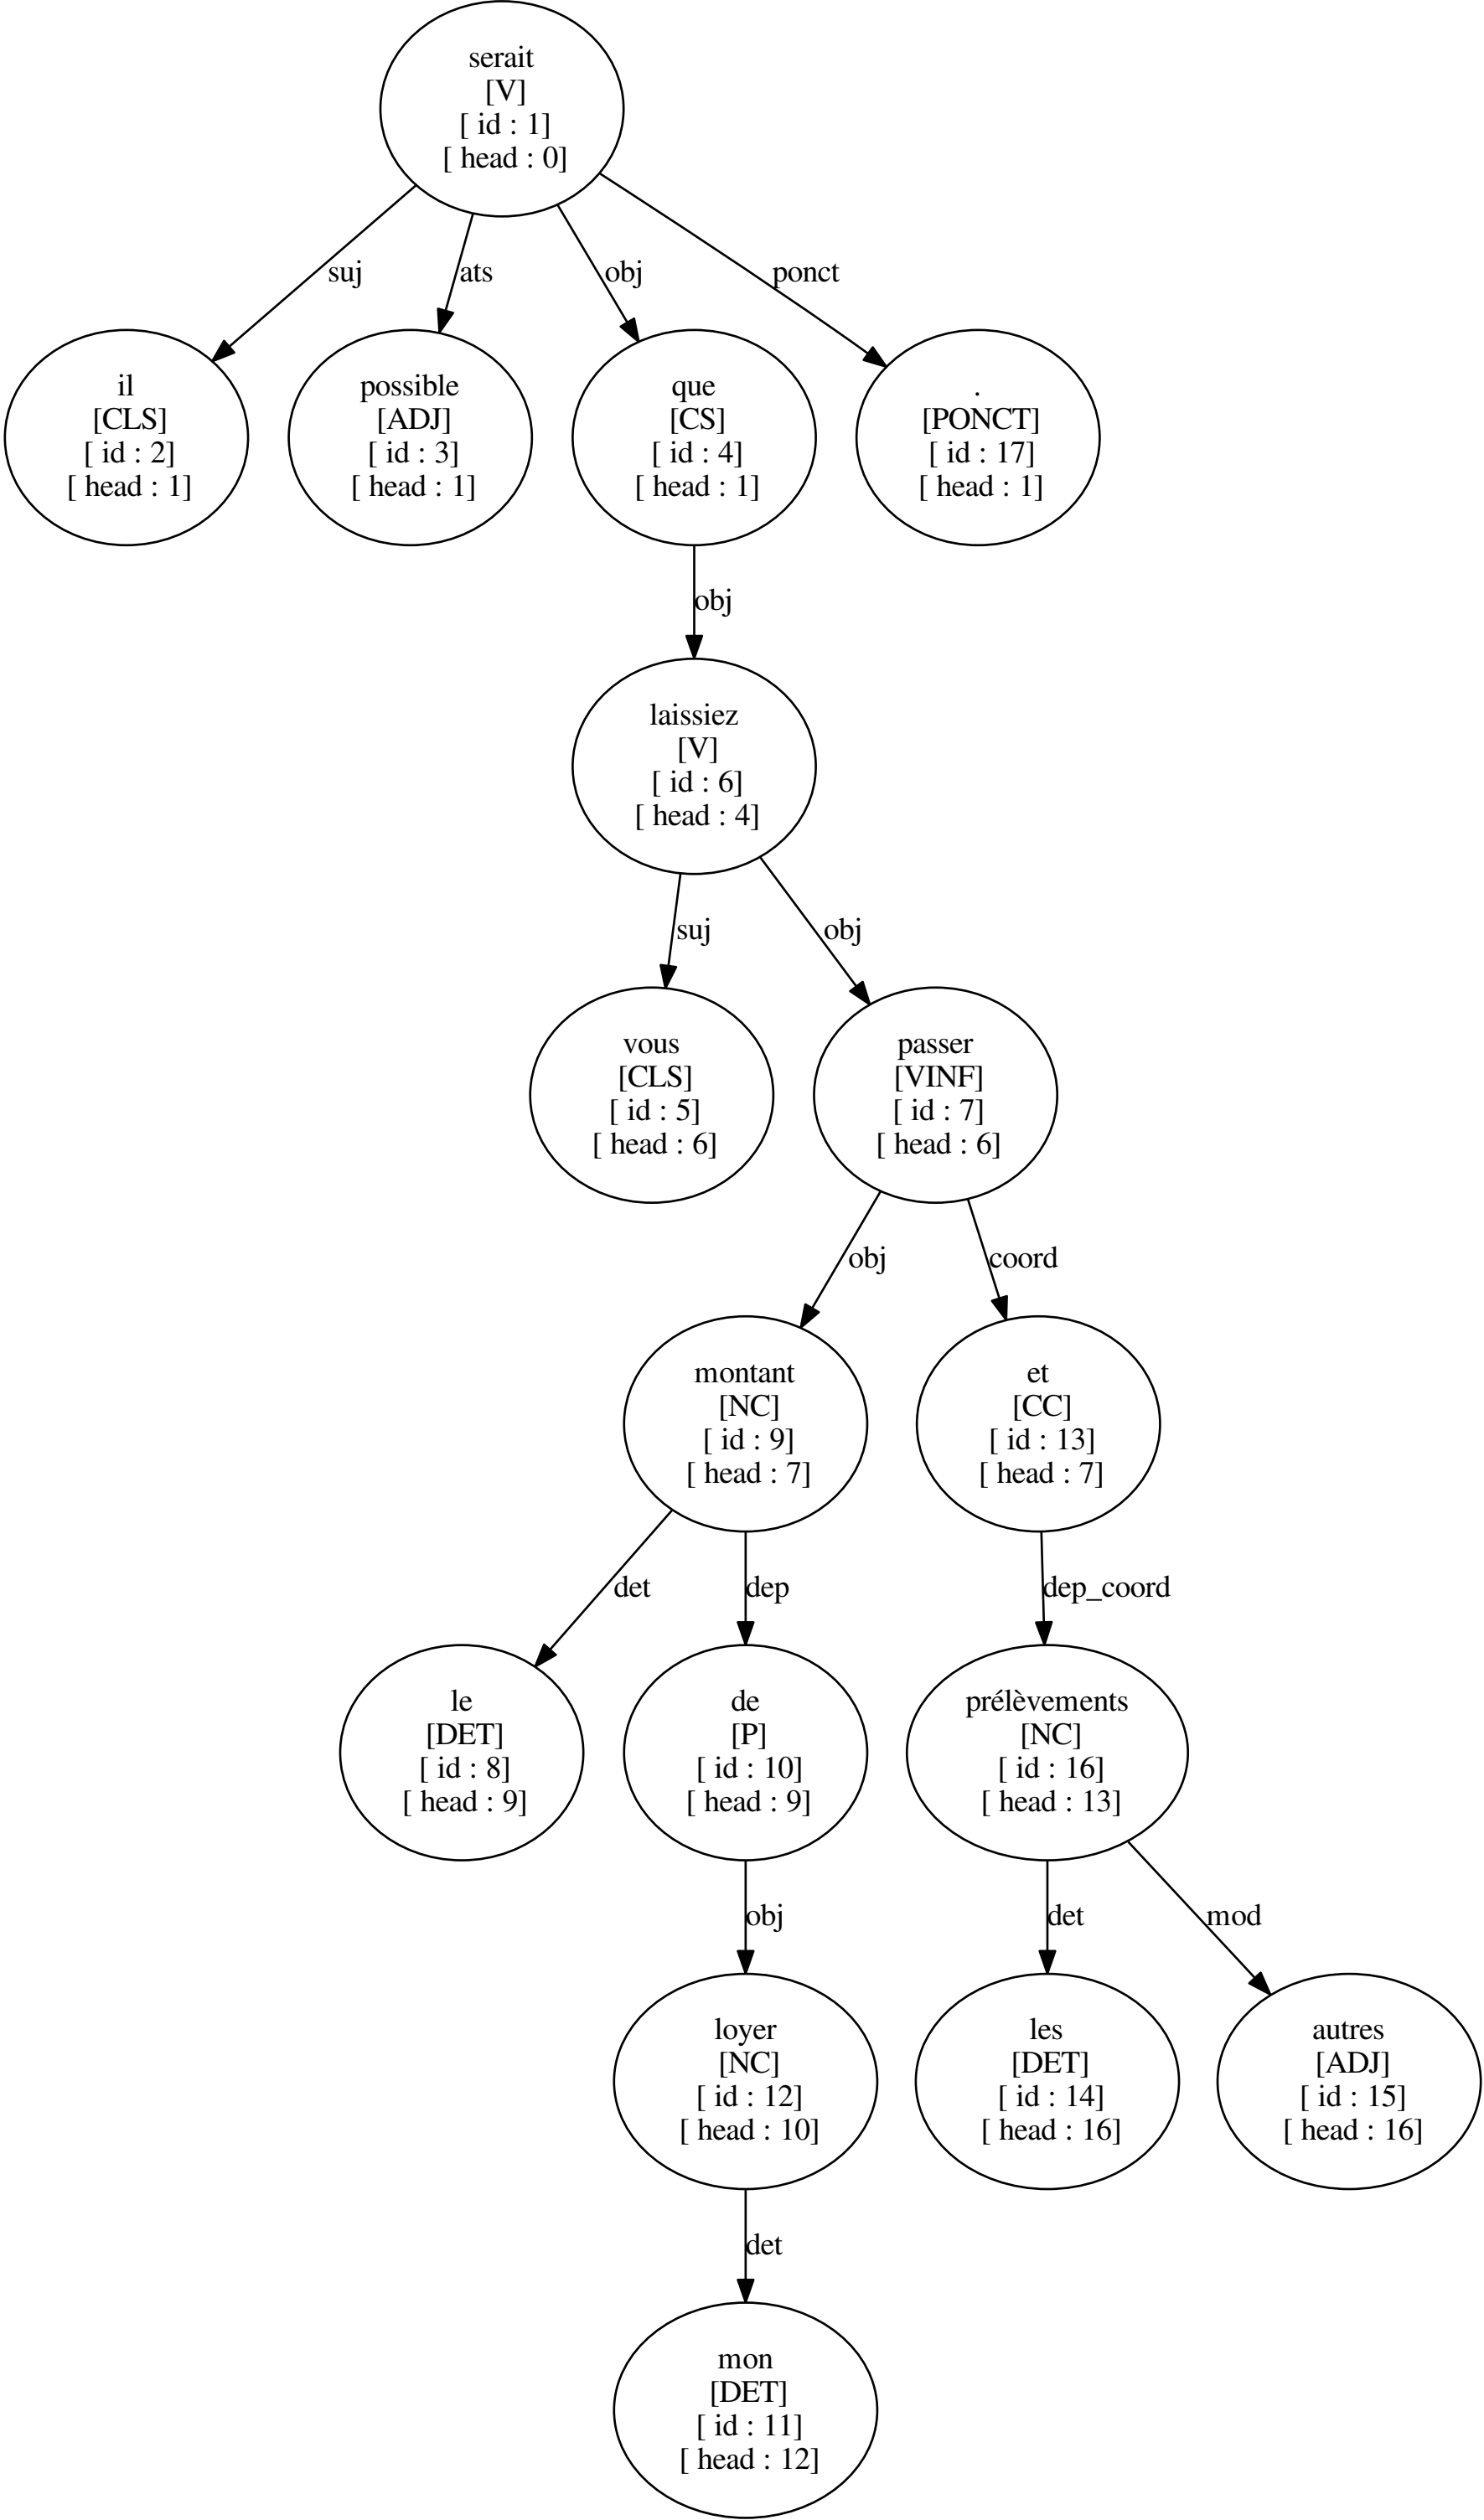 serait
[V]
[ id : 1]
[ head : 0]
suj
ats
obj
ponct
il
[CLS]
[ id : 2]
[ head : 1]
possible
[ADJ]
[ id : 3]
[ head : 1]
que
[CS]
[ id : 4]
[ head : 1]
.
[PONCT]
[ id : 17]
[ head : 1]
obj
laissiez
[V]
[ id : 6]
[ head : 4]
suj
obj
vous
[CLS]
[ id : 5]
[ head : 6]
passer
[VINF]
[ id : 7]
[ head : 6]
obj
coord
montant
[NC]
[ id : 9]
[ head : 7]
et
[CC]
[ id : 13]
[ head : 7]
det
dep
dep_coord
le
[DET]
[ id : 8]
[ head : 9]
de
[P]
[ id : 10]
[ head : 9]
prélèvements
[NC]
[ id : 16]
[ head : 13]
obj
det
mod
loyer
[NC]
[ id : 12]
[ head : 10]
les
[DET]
[ id : 14]
[ head : 16]
autres
[ADJ]
[ id : 15]
[ head : 16]
det
mon
[DET]
[ id : 11]
[ head : 12]